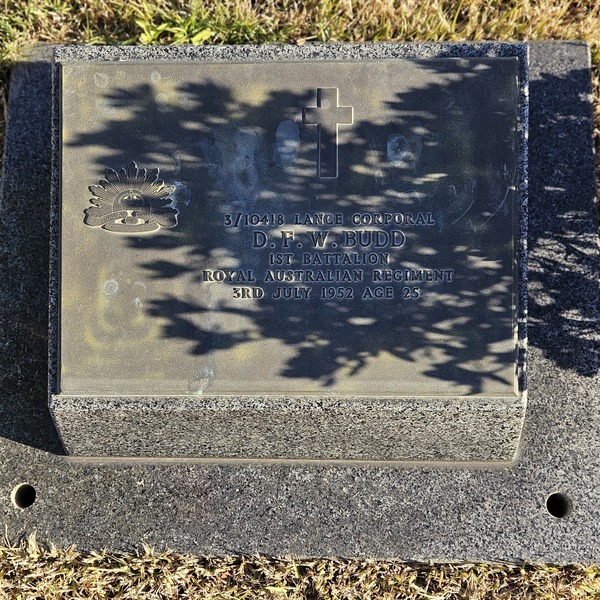 3/10418 LANCE CORPORAL
D. F. W. BUDD
1ST BATTALION
ROYAL AUSTRALIAN REGIMENT
3RD JULY 1952 AGE 25